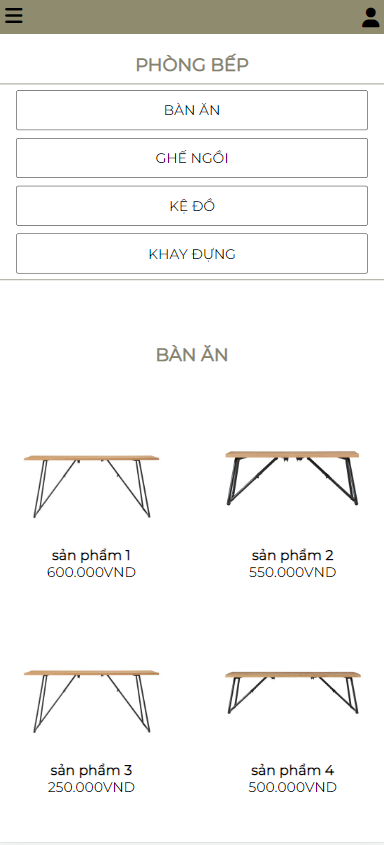 PHÒNG BẾP
BÀN ĂN
GHẾ NGỒI
KỆ ĐỒ
KHAY ĐỰNG
BÀN ĂN
sản phẩm 1
600.000VND
sản phẩm 2
550.000VND
sản phẩm 3
250.000VND
sản phẩm 4
500.000VND